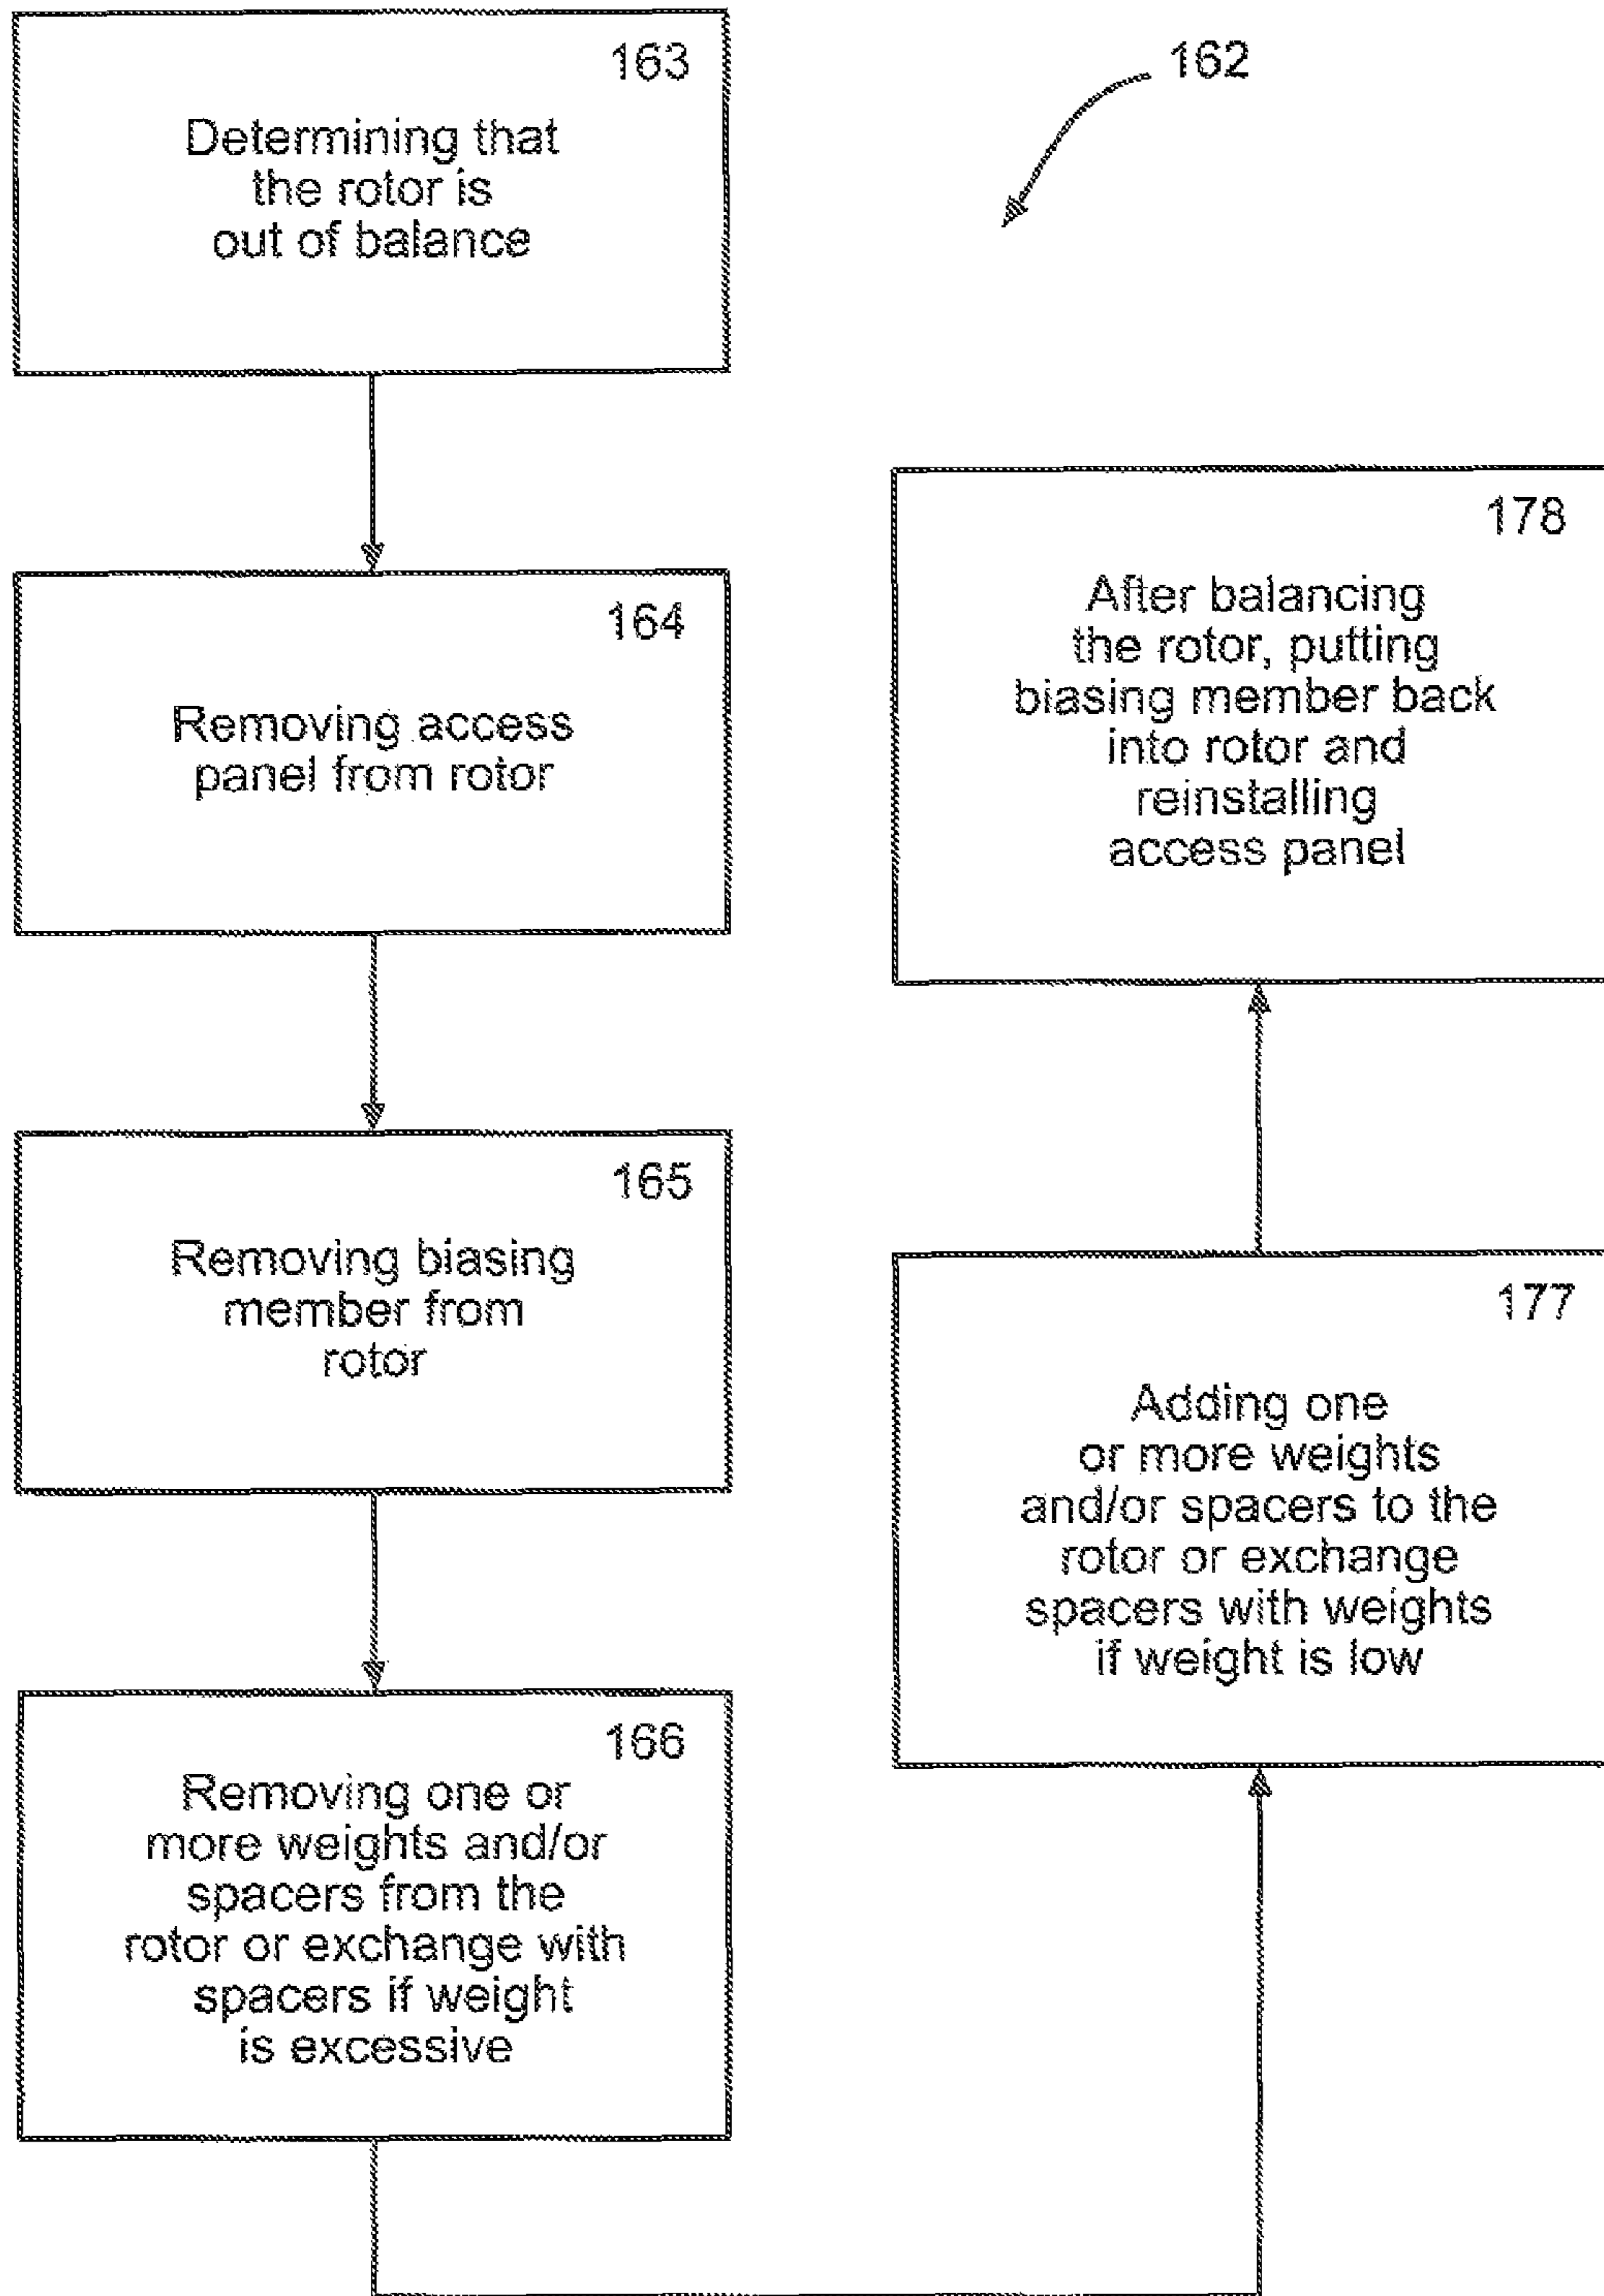 163
Determining that
the rotor is
out of balance
162
164
Removing access
panel from rotor
165
Removing biasing
member from
rotor
166
Removing one or
more weights and/or
spacers from the
rotor or exchange with
spacers if weight
is excessive
177
Adding one
or more weights
and/or spacers to the
rotor or exchange
spacers with weights
if weight is low
178
After balancing
the rotor, putting
biasing member back
into rotor and
reinstalling
access panel